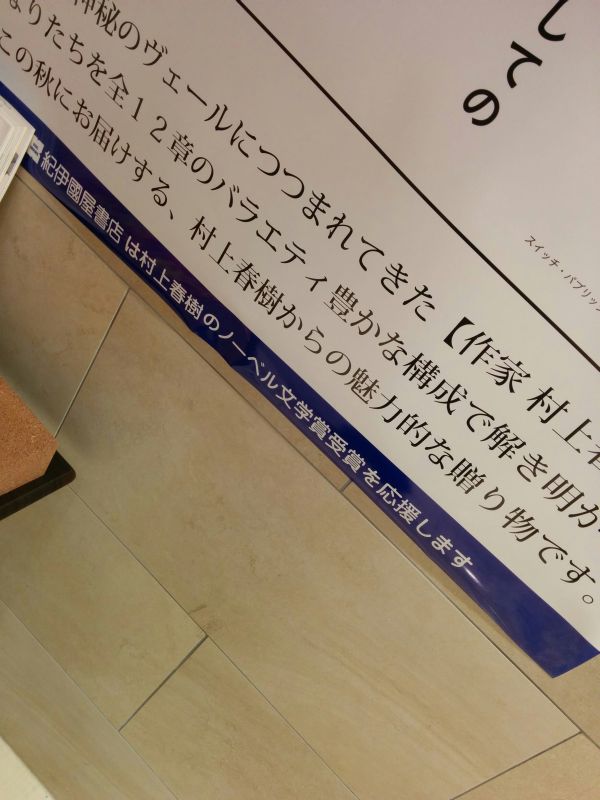 しての
スイッチ・パブリッ
神秘のヴェールにつつまれてきた【作家 村上春
なりたちを全12章のバラエティ豊かな構成で解き明か
この秋にお届けする、村上春樹からの魅力的な贈り物です。
紀伊國屋書店は村上春樹のノーベル文学賞受賞を応援します